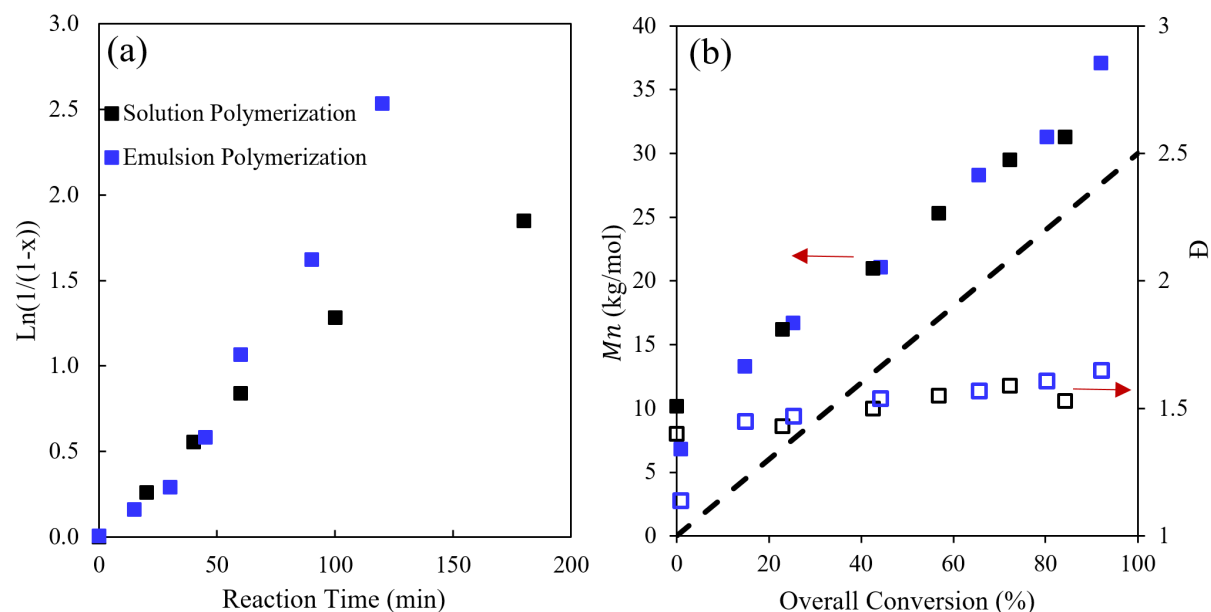 (a)
Solution Polymerization
Emulsion Polymerization
Ln(1/(1-x))
3.0
2.5
2.0
1.5
1.0
0.5
0.0
0 50 100 150 200
Reaction Time (min)
(b)
Mn (kg/mol)
40
35
30
25
20
15
10
5
0
0 20 40 60 80 100
Overall Conversion (%)
3
2.5
2
1.5
1
Đ